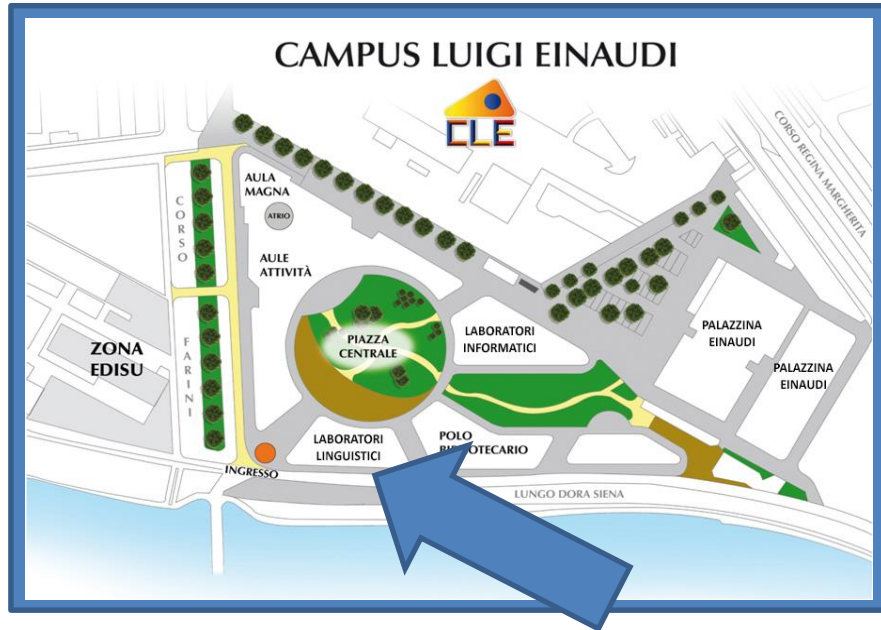 CAMPUS LUIGI EINAUDI
CLE
CORSO REGINA MARGHERITA
AULA
MAGNA
ATRIO
CORSO
AULE
ATTIVITÀ
PIAZZA
CENTRALE
LABORATORI
INFORMATICI
PALAZZINA
EINAUDI
PALAZZINA
EINAUDI
ZONA
EDISU
FARINI
LABORATORI
LINGUISTICI
POLO
INGRESSO
LUNGO DORA SIENA